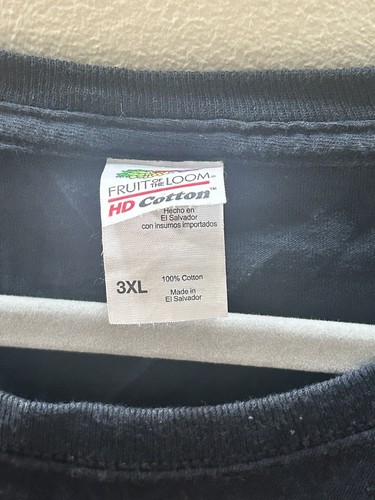 FRUIT OF THE LOOM®
HD Cotton™
Hecho en
El Salvador
con insumos importados
3XL
100% Cotton
Made in
El Salvador